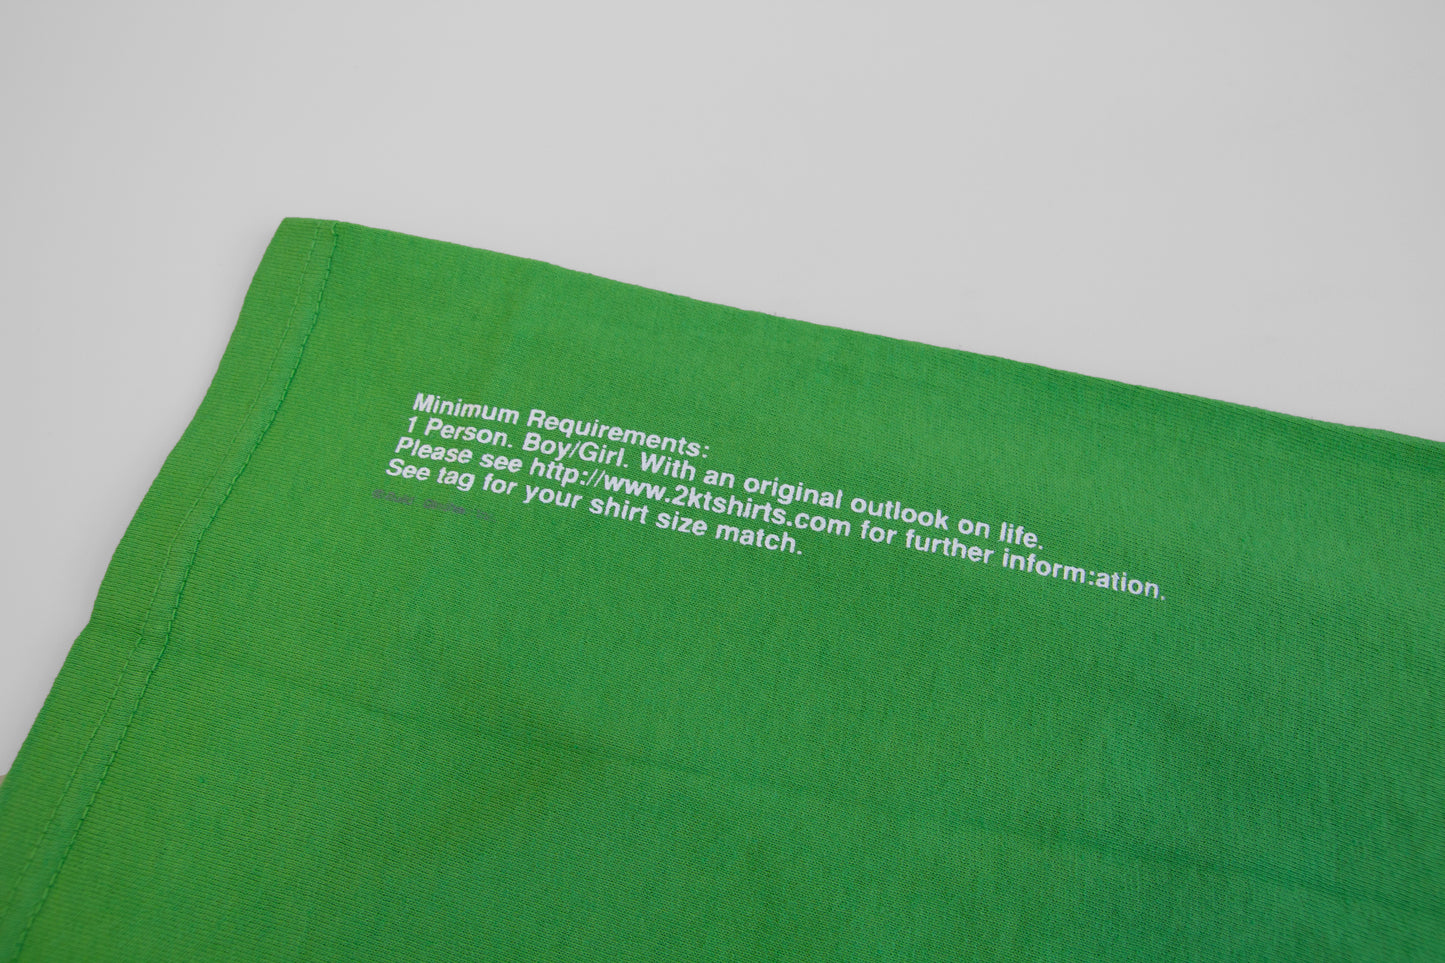 Minimum Requirements:
1 Person. Boy/Girl. With an original outlook on life.
Please see http://www.2ktshirts.com for further inform:ation.
See tag for your shirt size match.